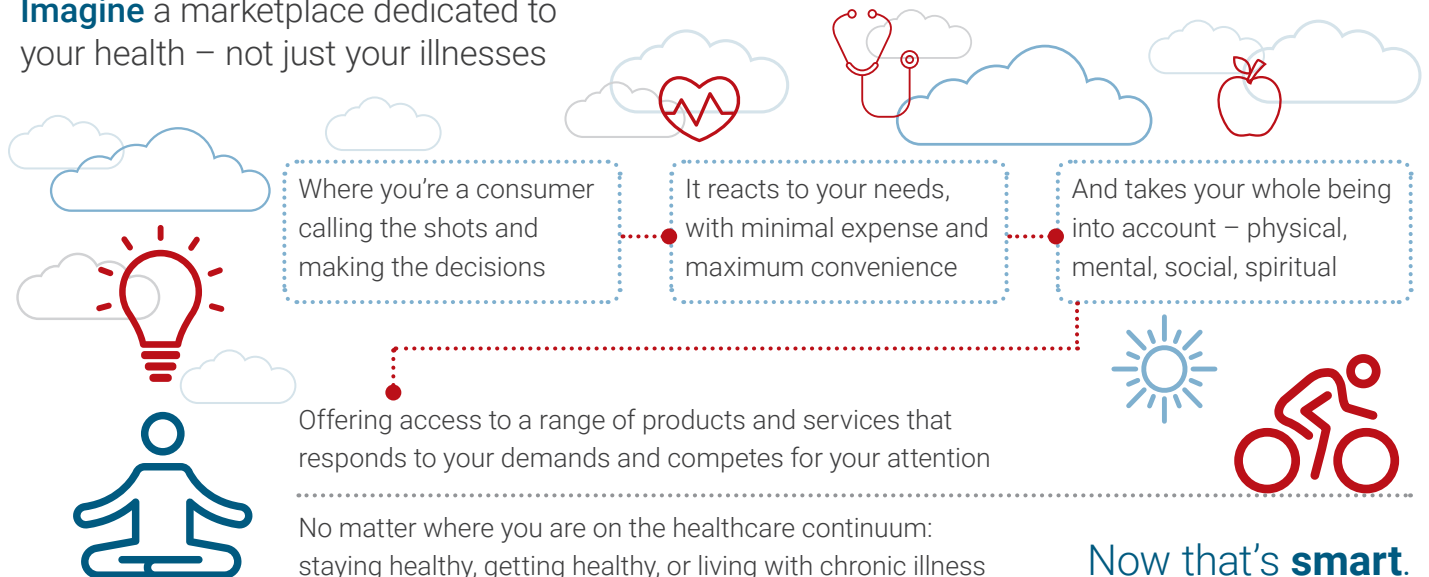 Imagine a marketplace dedicated to
your health – not just your illnesses
Where you're a consumer
calling the shots and
making the decisions
It reacts to your needs,
with minimal expense and
maximum convenience
And takes your whole being
into account – physical,
mental, social, spiritual
Offering access to a range of products and services that
responds to your demands and competes for your attention
No matter where you are on the healthcare continuum:
staying healthy, getting healthy, or living with chronic illness
Now that's smart.